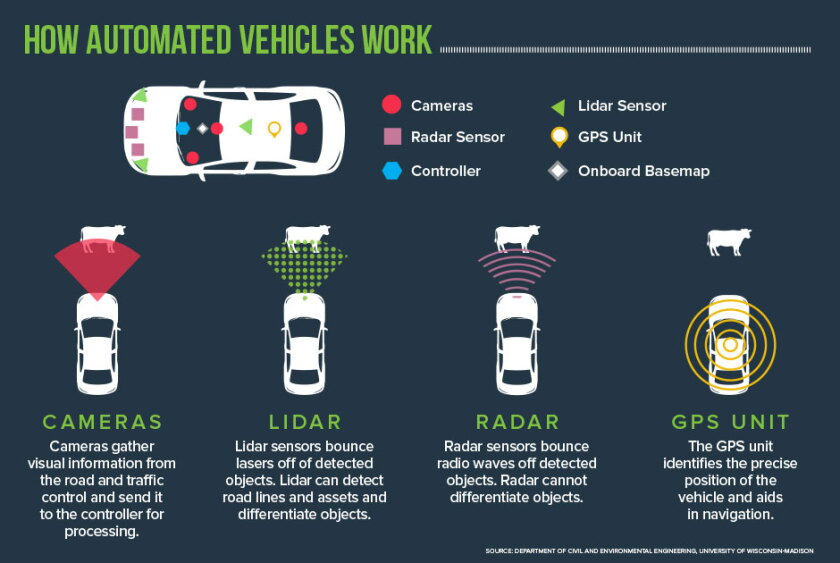 HOW AUTOMATED VEHICLES WORK
Cameras
Lidar Sensor
Radar Sensor
GPS Unit
Controller
Onboard Basemap
CAMERAS
Cameras gather
visual information from
the road and traffic
control and send it
to the controller for
processing.
LIDAR
Lidar sensors bounce
lasers off of detected
objects. Lidar can detect
road lines and assets and
differentiate objects.
RADAR
Radar sensors bounce
radio waves off detected
objects. Radar cannot
differentiate objects.
GPS UNIT
The GPS unit
identifies the precise
position of the
vehicle and aids
in navigation.
SOURCE: DEPARTMENT OF CIVIL AND ENVIRONMENTAL ENGINEERING, UNIVERSITY OF WISCONSIN-MADISON